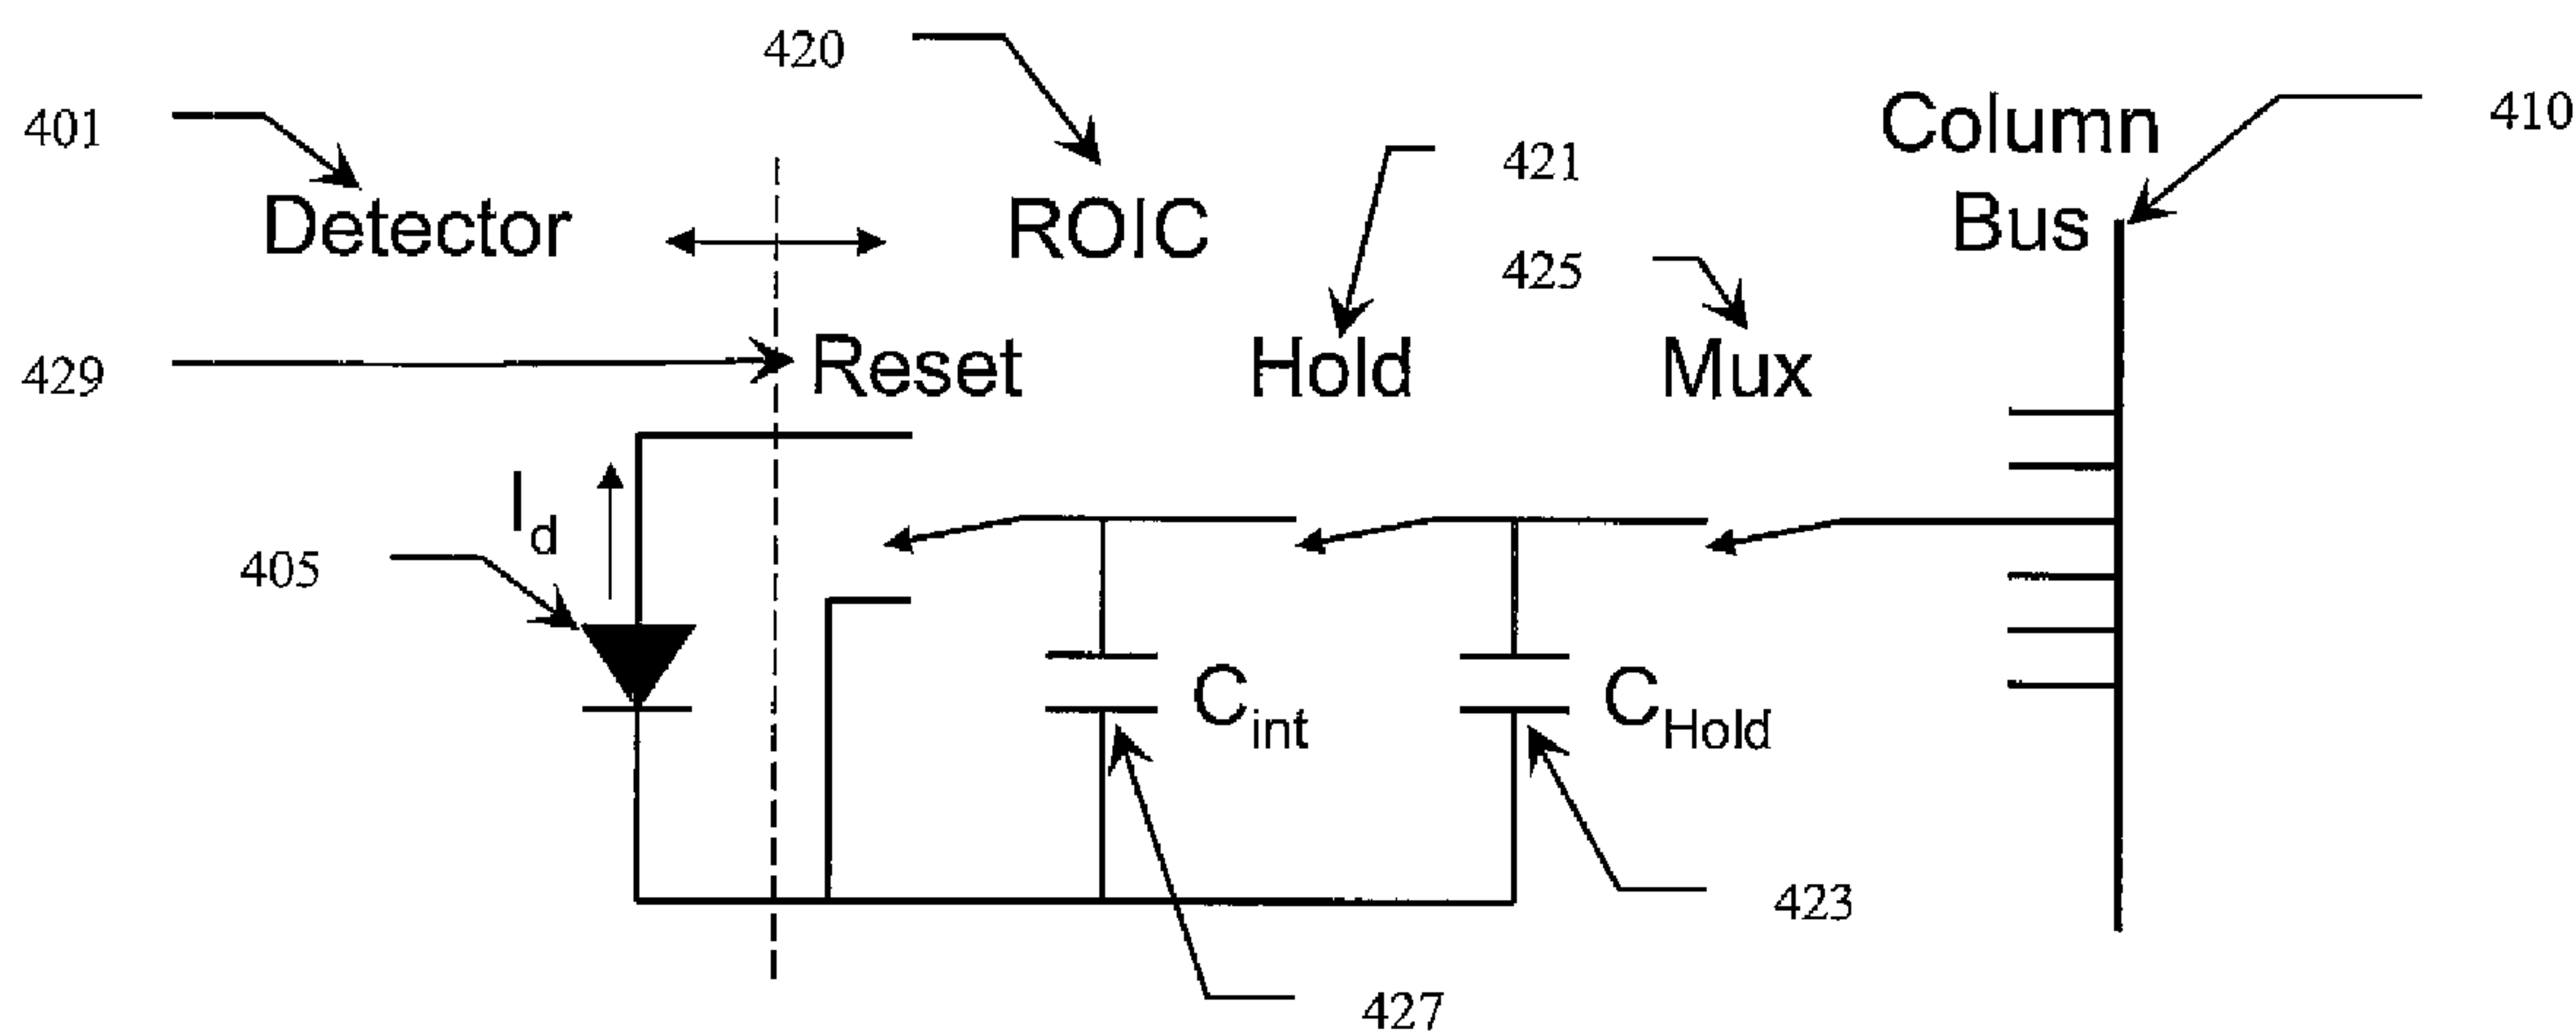 420
401
Column
410
Detector
ROIC
421
Bus
425
429
Reset
Hold
Mux
Id
405
Cint
CHold
423
427